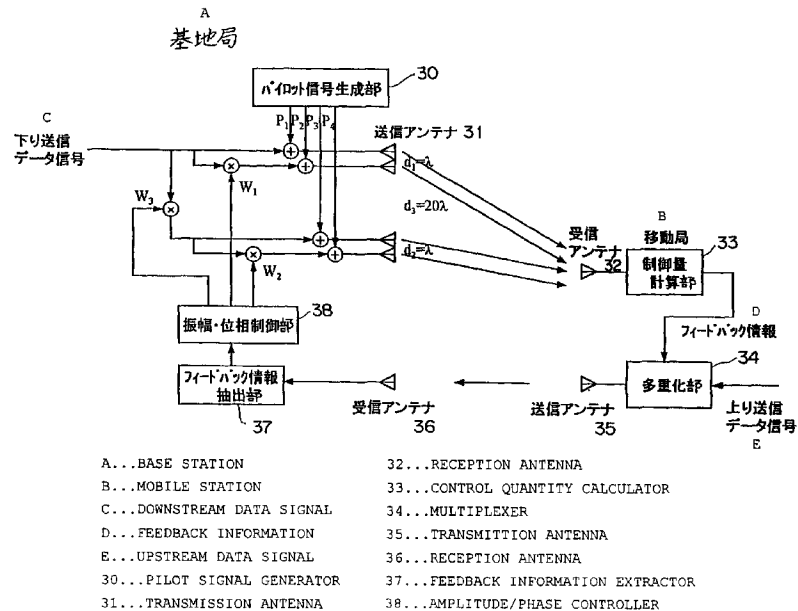 A
基地局
30
パイロット信号生成部
C
下り送信
データ信号
P1 P2 P3 P4
送信アンテナ 31
d1=λ
W1
W3
d3=20λ
B
移動局
33
受信
アンテナ
32
制御量
計算部
d2=λ
W2
38
振幅・位相制御部
D
フィードバック情報
34
フィードバック情報
抽出部
多重化部
37
受信アンテナ
36
送信アンテナ
35
上り送信
データ信号
E
A...BASE STATION
B...MOBILE STATION
C...DOWNSTREAM DATA SIGNAL
D...FEEDBACK INFORMATION
E...UPSTREAM DATA SIGNAL
30...PILOT SIGNAL GENERATOR
31...TRANSMISSION ANTENNA
32...RECEPTION ANTENNA
33...CONTROL QUANTITY CALCULATOR
34...MULTIPLEXER
35...TRANSMITTION ANTENNA
36...RECEPTION ANTENNA
37...FEEDBACK INFORMATION EXTRACTOR
38...AMPLITUDE/PHASE CONTROLLER